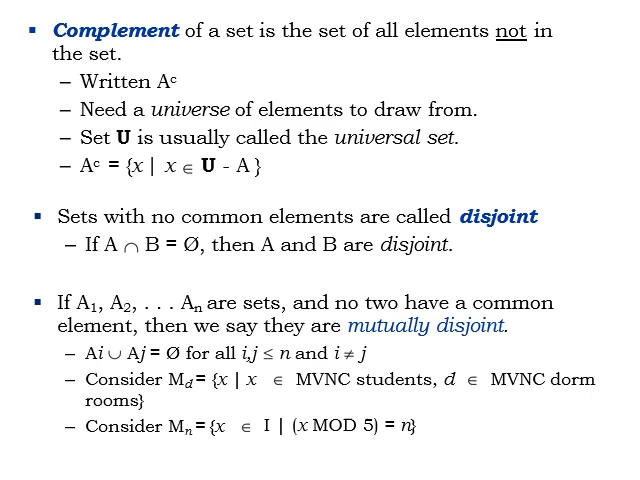 ▪ Complement of a set is the set of all elements not in
the set.
– Written Aᶜ
– Need a universe of elements to draw from.
– Set U is usually called the universal set.
– Aᶜ = {x | x ∈ U - A }
▪ Sets with no common elements are called disjoint
– If A ∩ B = Ø, then A and B are disjoint.
▪ If A₁, A₂, . . . Aₙ are sets, and no two have a common
element, then we say they are mutually disjoint.
– Ai ∪ Aj = Ø for all i,j ≤ n and i ≠ j
– Consider M_d = {x | x ∈ MVNC students, d ∈ MVNC dorm
rooms}
– Consider Mₙ = {x ∈ I | (x MOD 5) = n}